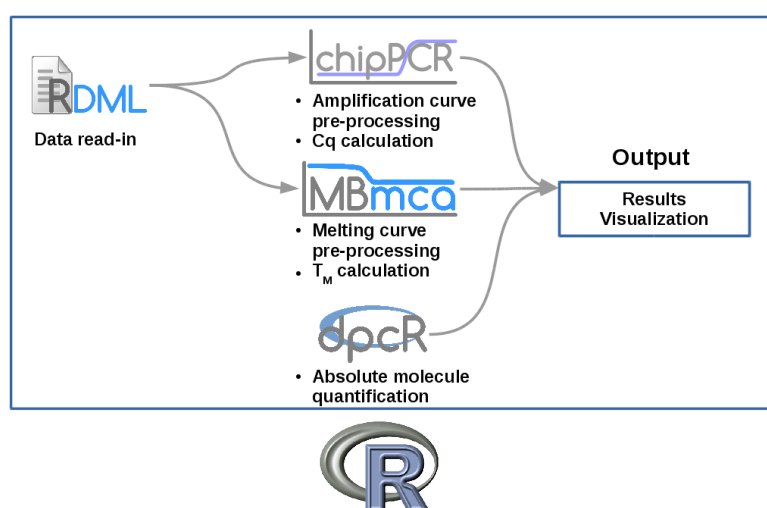 RDML
Data read-in
chipPCR
• Amplification curve
pre-processing
• Cq calculation
MBmca
• Melting curve
pre-processing
• TM calculation
dpcR
• Absolute molecule
quantification
Output
Results
Visualization
R